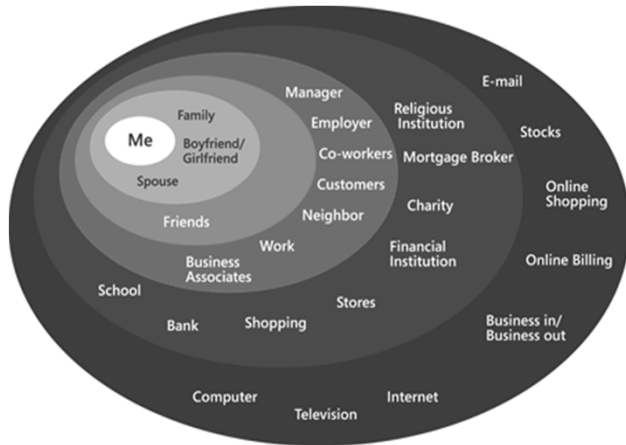 E-mail
Manager
Religious
Institution
Family
Employer
Stocks
Me
Boyfriend/
Girlfriend
Co-workers
Mortgage Broker
Spouse
Customers
Online
Shopping
Charity
Friends
Neighbor
Work
Financial
Institution
Business
Associates
Online Billing
School
Stores
Bank
Shopping
Business in/
Business out
Computer
Internet
Television